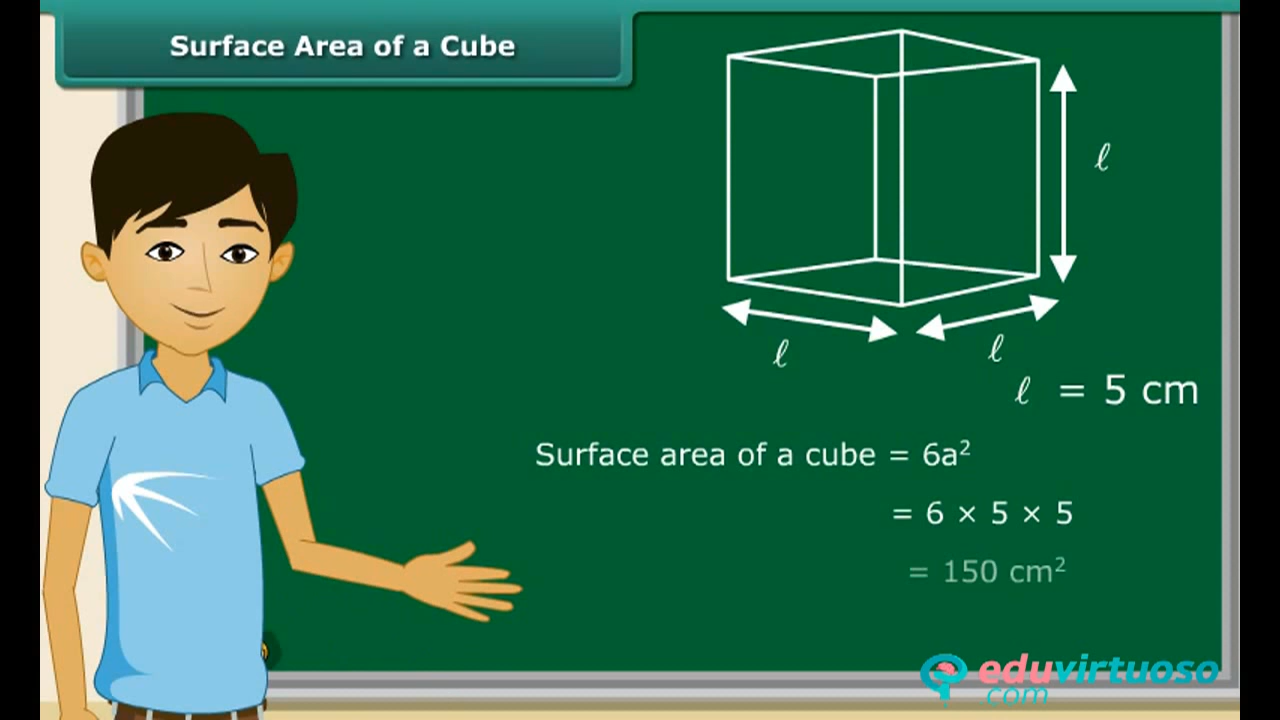 Surface Area of a Cube
ℓ
ℓ
ℓ
ℓ = 5 cm
Surface area of a cube = 6a²
= 6 × 5 × 5
= 150 cm²
eduvirtuoso
.com